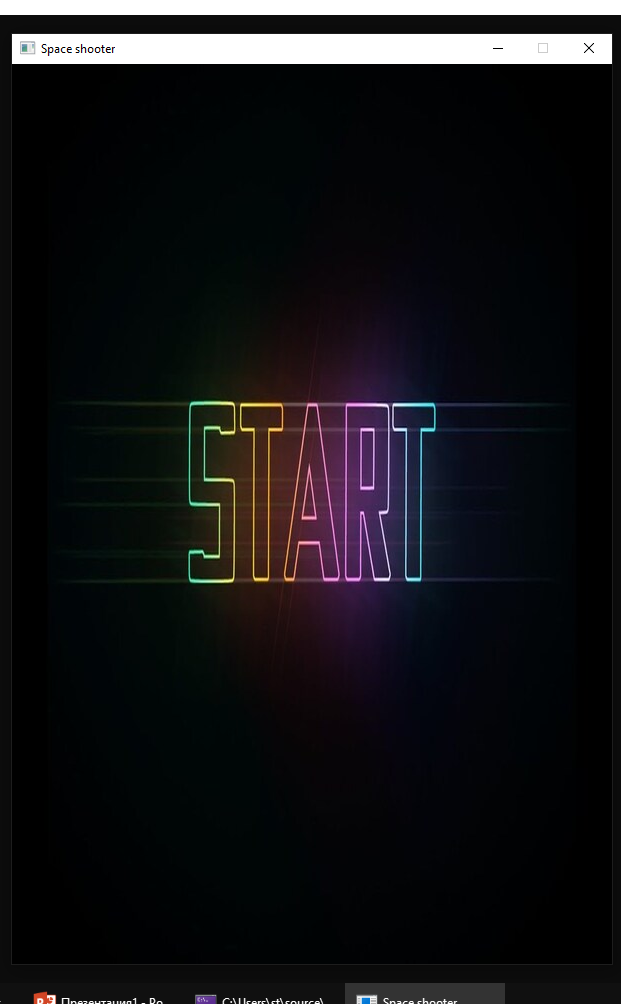 Space shooter
START
Презентация1 - Po
C:\Users\st\source\
Space shooter